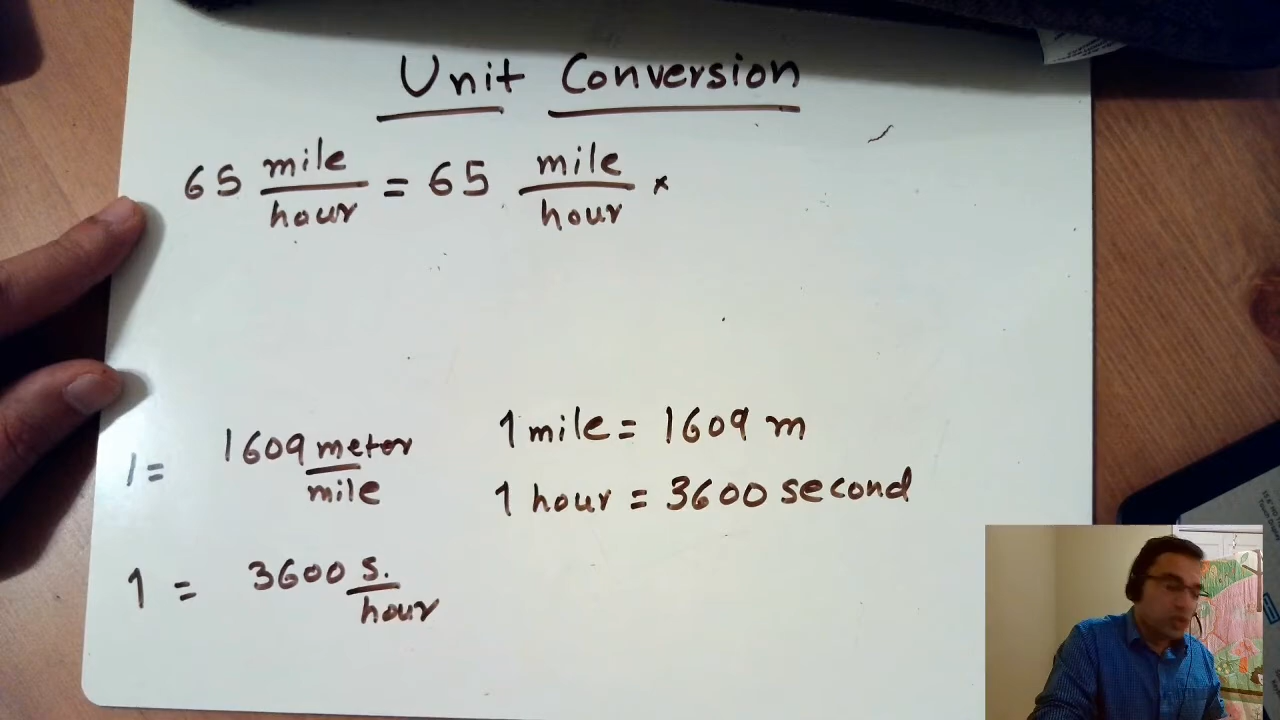 Unit Conversion
65 mile/hour = 65 mile/hour ×
1 = 1609 meter/mile
1 mile = 1609 m
1 hour = 3600 second
1 = 3600 s./hour